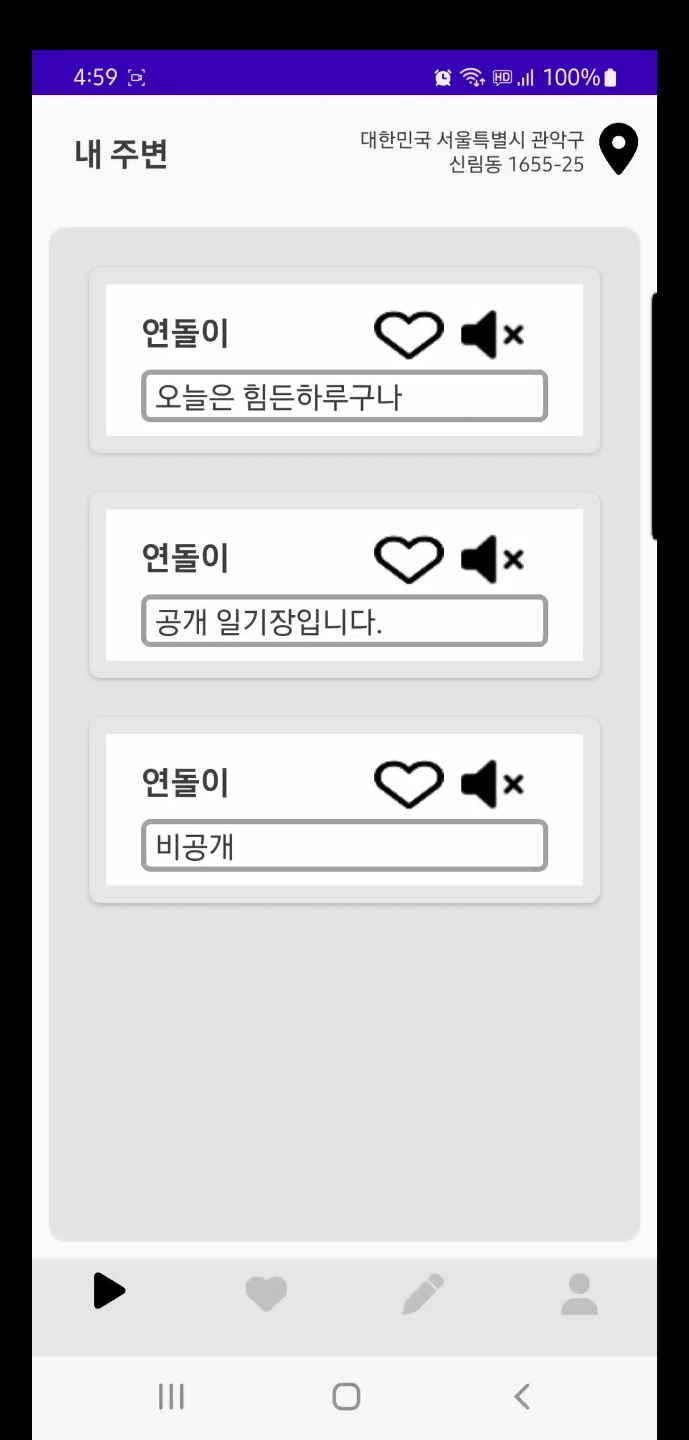 4:59 HD 100%
내 주변
대한민국 서울특별시 관악구
신림동 1655-25
연돌이
오늘은 힘든하루구나
연돌이
공개 일기장입니다.
연돌이
비공개